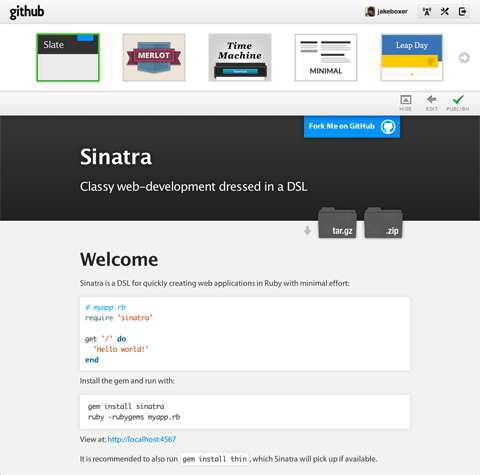 github
jakeboxer
Slate
MERLOT
Time
Machine
MINIMAL
Leap Day
HIDE
EDIT
PUBLISH
Fork Me on GitHub
Sinatra
Classy web-development dressed in a DSL
tar.gz
.zip
Welcome
Sinatra is a DSL for quickly creating web applications in Ruby with minimal effort:
# myapp.rb
require 'sinatra'
get '/' do
'Hello world!'
end
Install the gem and run with:
gem install sinatra
ruby -rubygems myapp.rb
View at: http://localhost:4567
It is recommended to also run gem install thin, which Sinatra will pick up if available.